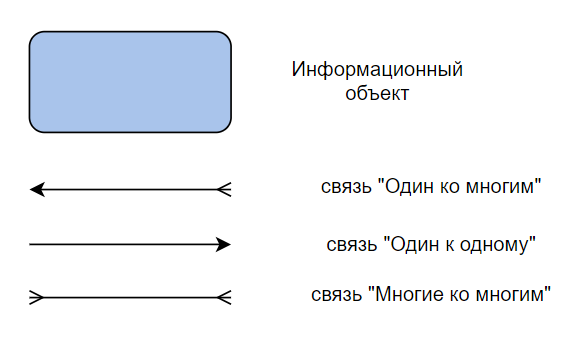 Информационный
объект
связь "Один ко многим"
связь "Один к одному"
связь "Многие ко многим"